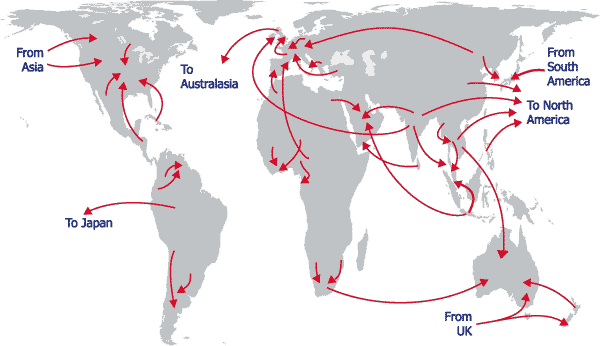 From
Asia
To
Australasia
From
South
America
To North
America
To Japan
From
UK